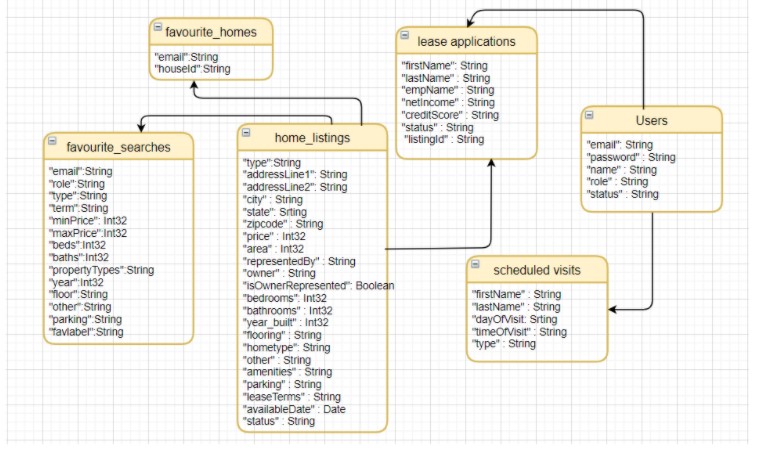 favourite_homes
"email":String
"houseId":String
lease applications
"firstName": String
"lastName" : String
"empName" : String
"netIncome" : String
"creditScore" : String
"status" : String
"listingId" : String
Users
"email": String
"password" : String
"name" : String
"role" : String
"status" : String
favourite_searches
"email":String
"role":String
"type":String
"term":String
"minPrice": Int32
"maxPrice":Int32
"beds":Int32
"baths":Int32
"propertyTypes":String
"year":Int32
"floor":String
"other":String
"parking":String
"favlabel":String
home_listings
"type":String
"addressLine1": String
"addressLine2": String
"city" : String
"state": Srting
"zipcode" : String
"price" : Int32
"area" : Int32
"representedBy" : String
"owner" : String
"isOwnerRepresented": Boolean
"bedrooms": Int32
"bathrooms" : Int32
"year_built" : Int32
"flooring" : String
"hometype": String
"other" : String
"amenities" : String
"parking" : String
"leaseTerms" : String
"availableDate" : Date
"status" : String
scheduled visits
"firstName" : String
"lastName" : String
"dayOfVisit: String
"timeOfVisit" : String
"type" : String